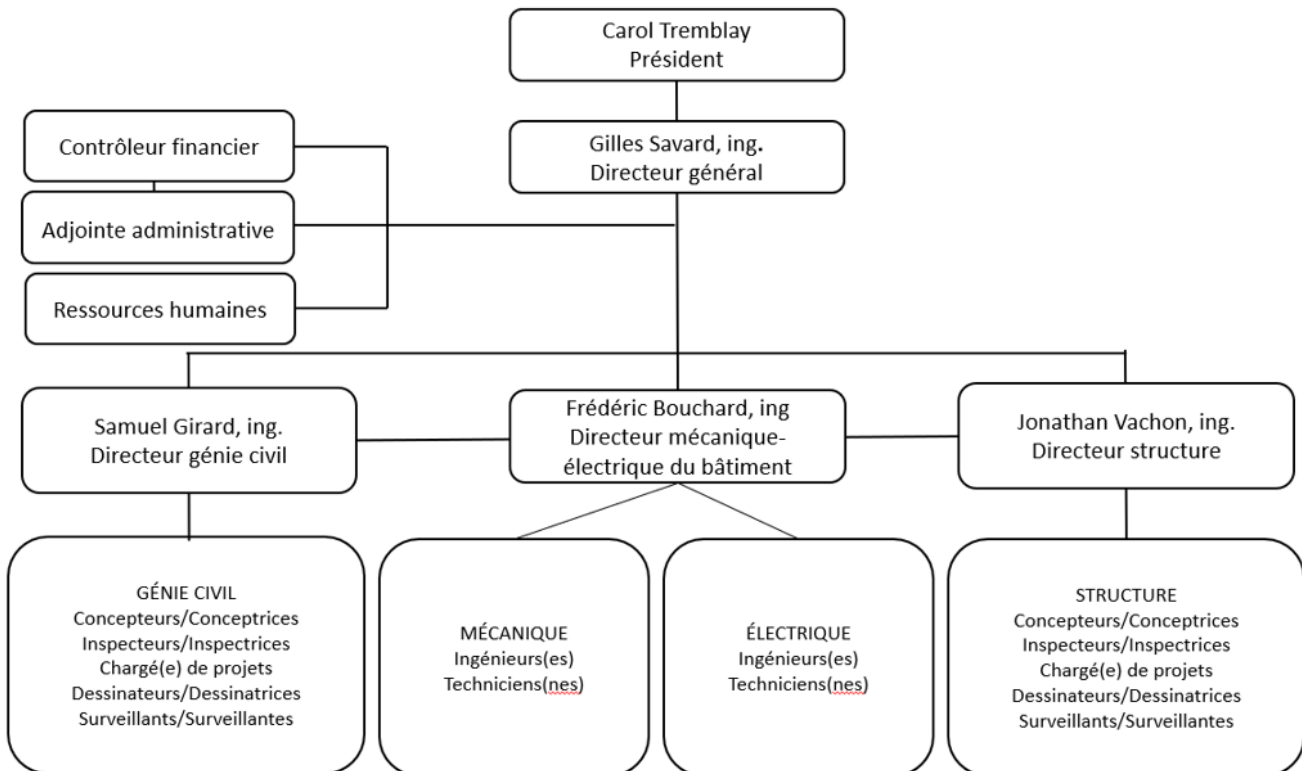 Carol Tremblay
Président
Gilles Savard, ing.
Directeur général
Contrôleur financier
Adjointe administrative
Ressources humaines
Samuel Girard, ing.
Directeur génie civil
Frédéric Bouchard, ing
Directeur mécanique-
électrique du bâtiment
Jonathan Vachon, ing.
Directeur structure
GÉNIE CIVIL
Concepteurs/Conceptrices
Inspecteurs/Inspectrices
Chargé(e) de projets
Dessinateurs/Dessinatrices
Surveillants/Surveillantes
MÉCANIQUE
Ingénieurs(es)
Techniciens(nes)
ÉLECTRIQUE
Ingénieurs(es)
Techniciens(nes)
STRUCTURE
Concepteurs/Conceptrices
Inspecteurs/Inspectrices
Chargé(e) de projets
Dessinateurs/Dessinatrices
Surveillants/Surveillantes